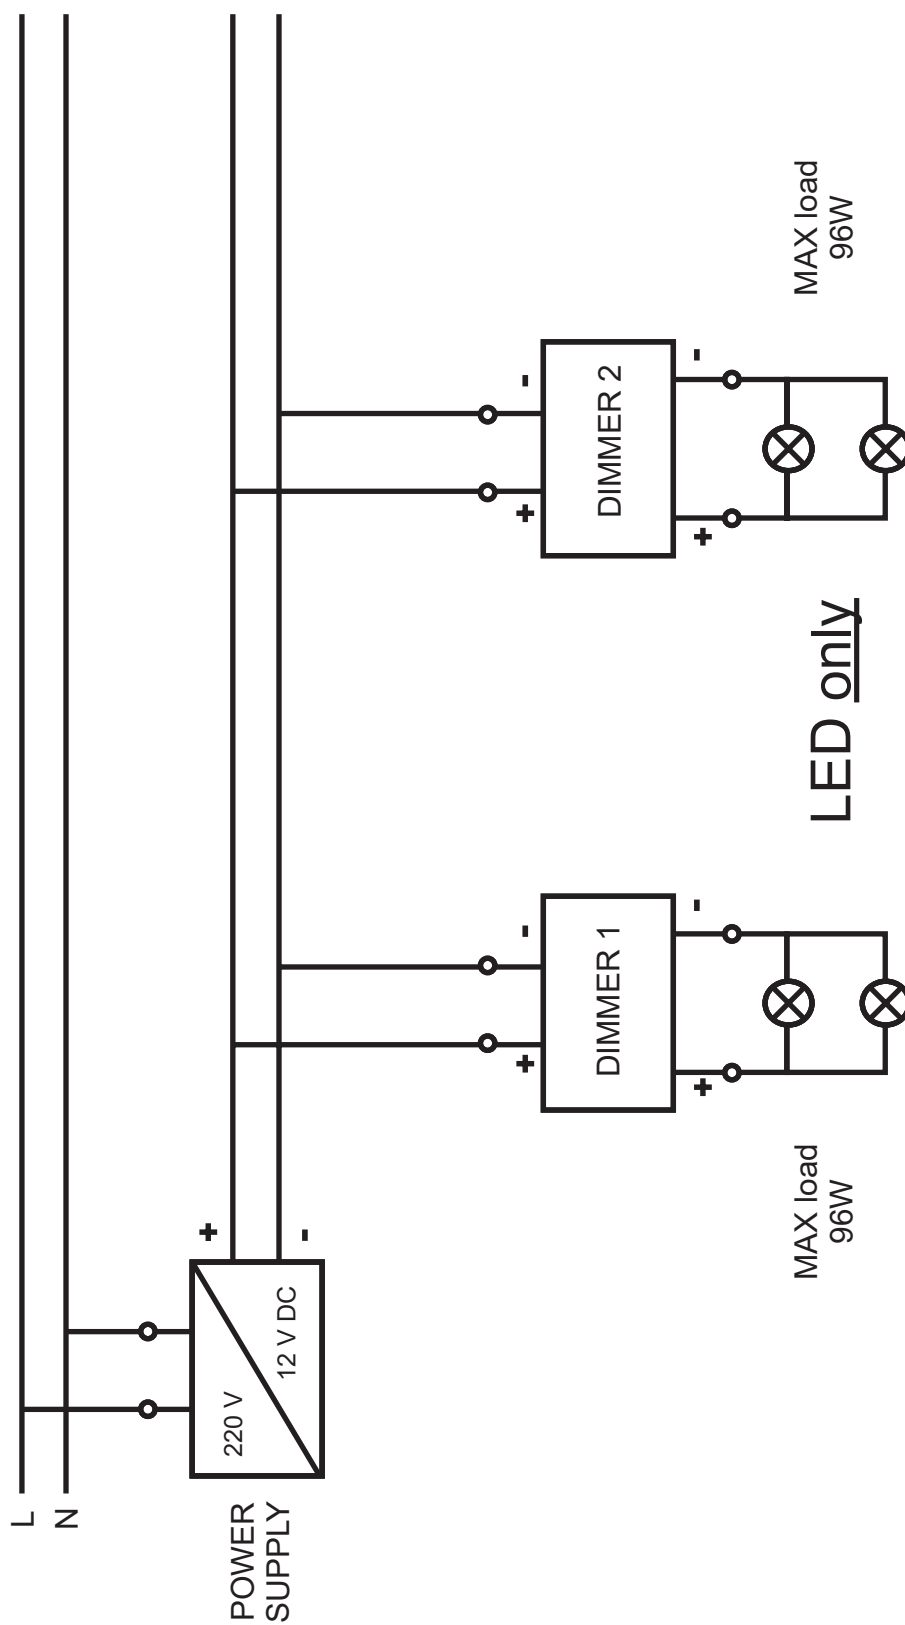 L
N
POWER
SUPPLY
220 V
12 V DC
+
-
+
-
DIMMER 1
+
-
MAX load
96W
LED only
+
-
DIMMER 2
+
-
MAX load
96W